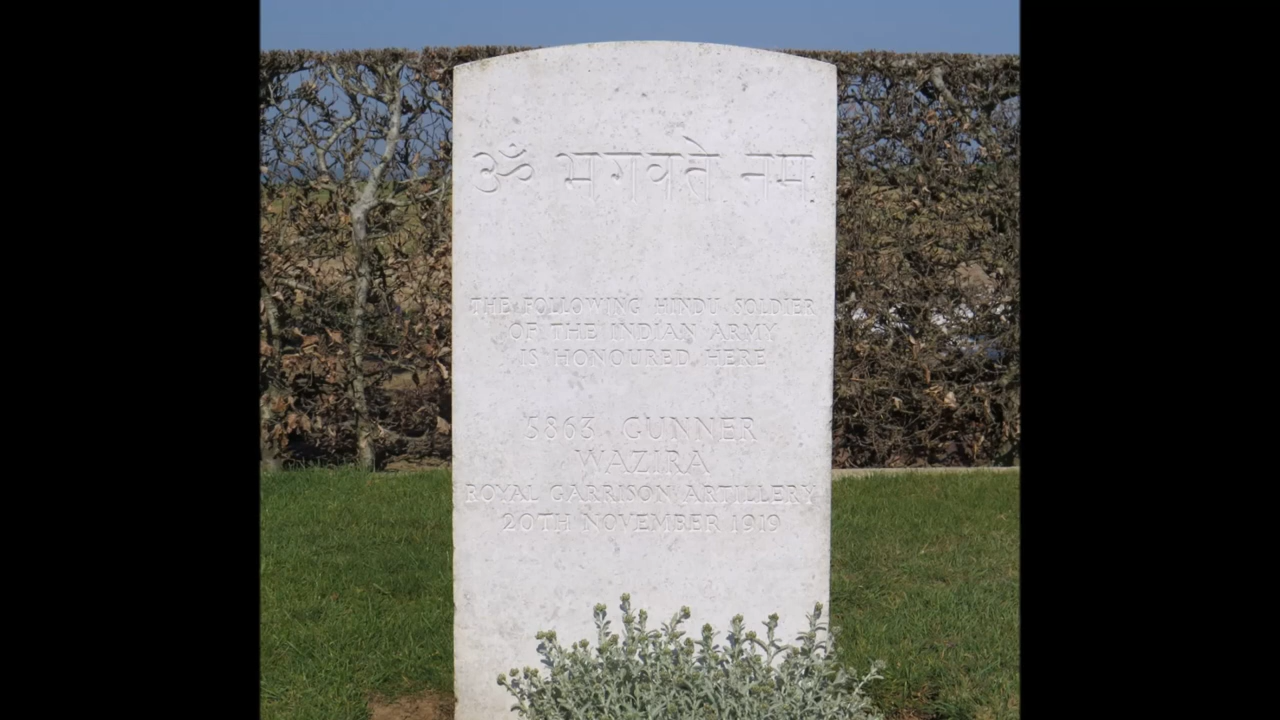 ॐ भगवते नमः
THE FOLLOWING HINDU SOLDIER
OF THE INDIAN ARMY
IS HONOURED HERE
5863 GUNNER
WAZIRA
ROYAL GARRISON ARTILLERY
20TH NOVEMBER 1919